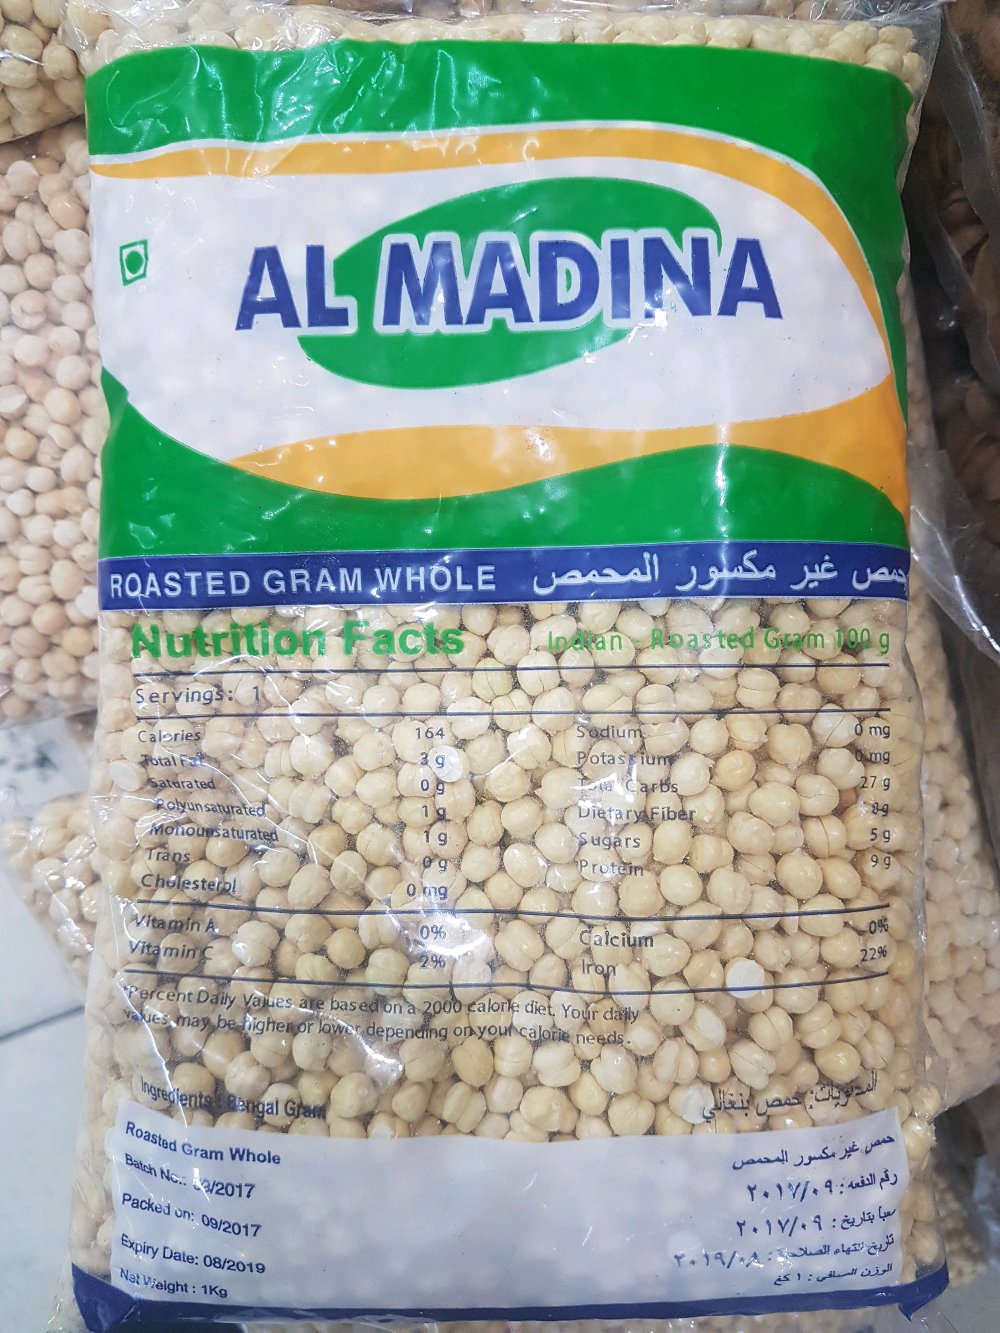 AL MADINA
ROASTED GRAM WHOLE حمص غير مكسور المحمص
Nutrition Facts Indian - Roasted Gram 100 g
Servings: 1
Calories 164 Sodium 0 mg
Total Fat 3 g Potassium 0 mg
Saturated 0 g Total Carbs 27 g
Polyunsaturated 1 g Dietary Fiber 8 g
Monounsaturated 1 g Sugars 5 g
Trans 0 g Protein 9 g
Cholesterol 0 mg
Vitamin A 0% Calcium 0%
Vitamin C 2% Iron 22%
*Percent Daily Values are based on a 2000 calorie diet. Your daily
values may be higher or lower depending on your calorie needs.
Ingredients : Bengal Gram المحتويات: حمص بنغالي
Roasted Gram Whole حمص غير مكسور المحمص
Batch No.: 09/2017 رقم الدفعه : ٢٠١٧/٠٩
Packed on: 09/2017 عبا بتاريخ : ٢٠١٧/٠٩
Expiry Date: 08/2019 تاريخ انتهاء الصلاحية : ٢٠١٩/٠٨
Net Weight : 1Kg الوزن الصافي : ١ كغ